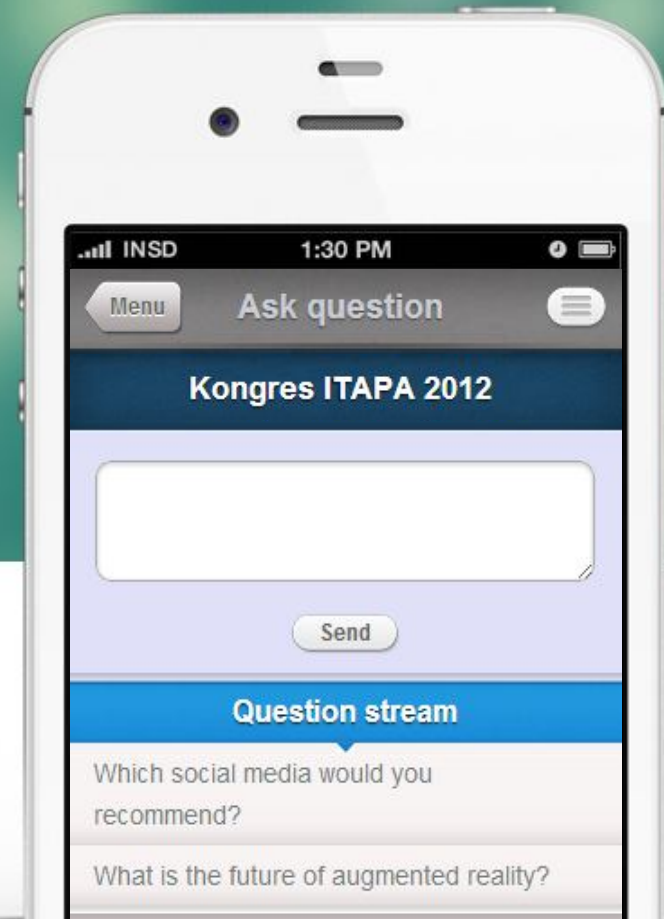 INSD 1:30 PM
Menu Ask question
Kongres ITAPA 2012
Send
Question stream
Which social media would you
recommend?
What is the future of augmented reality?